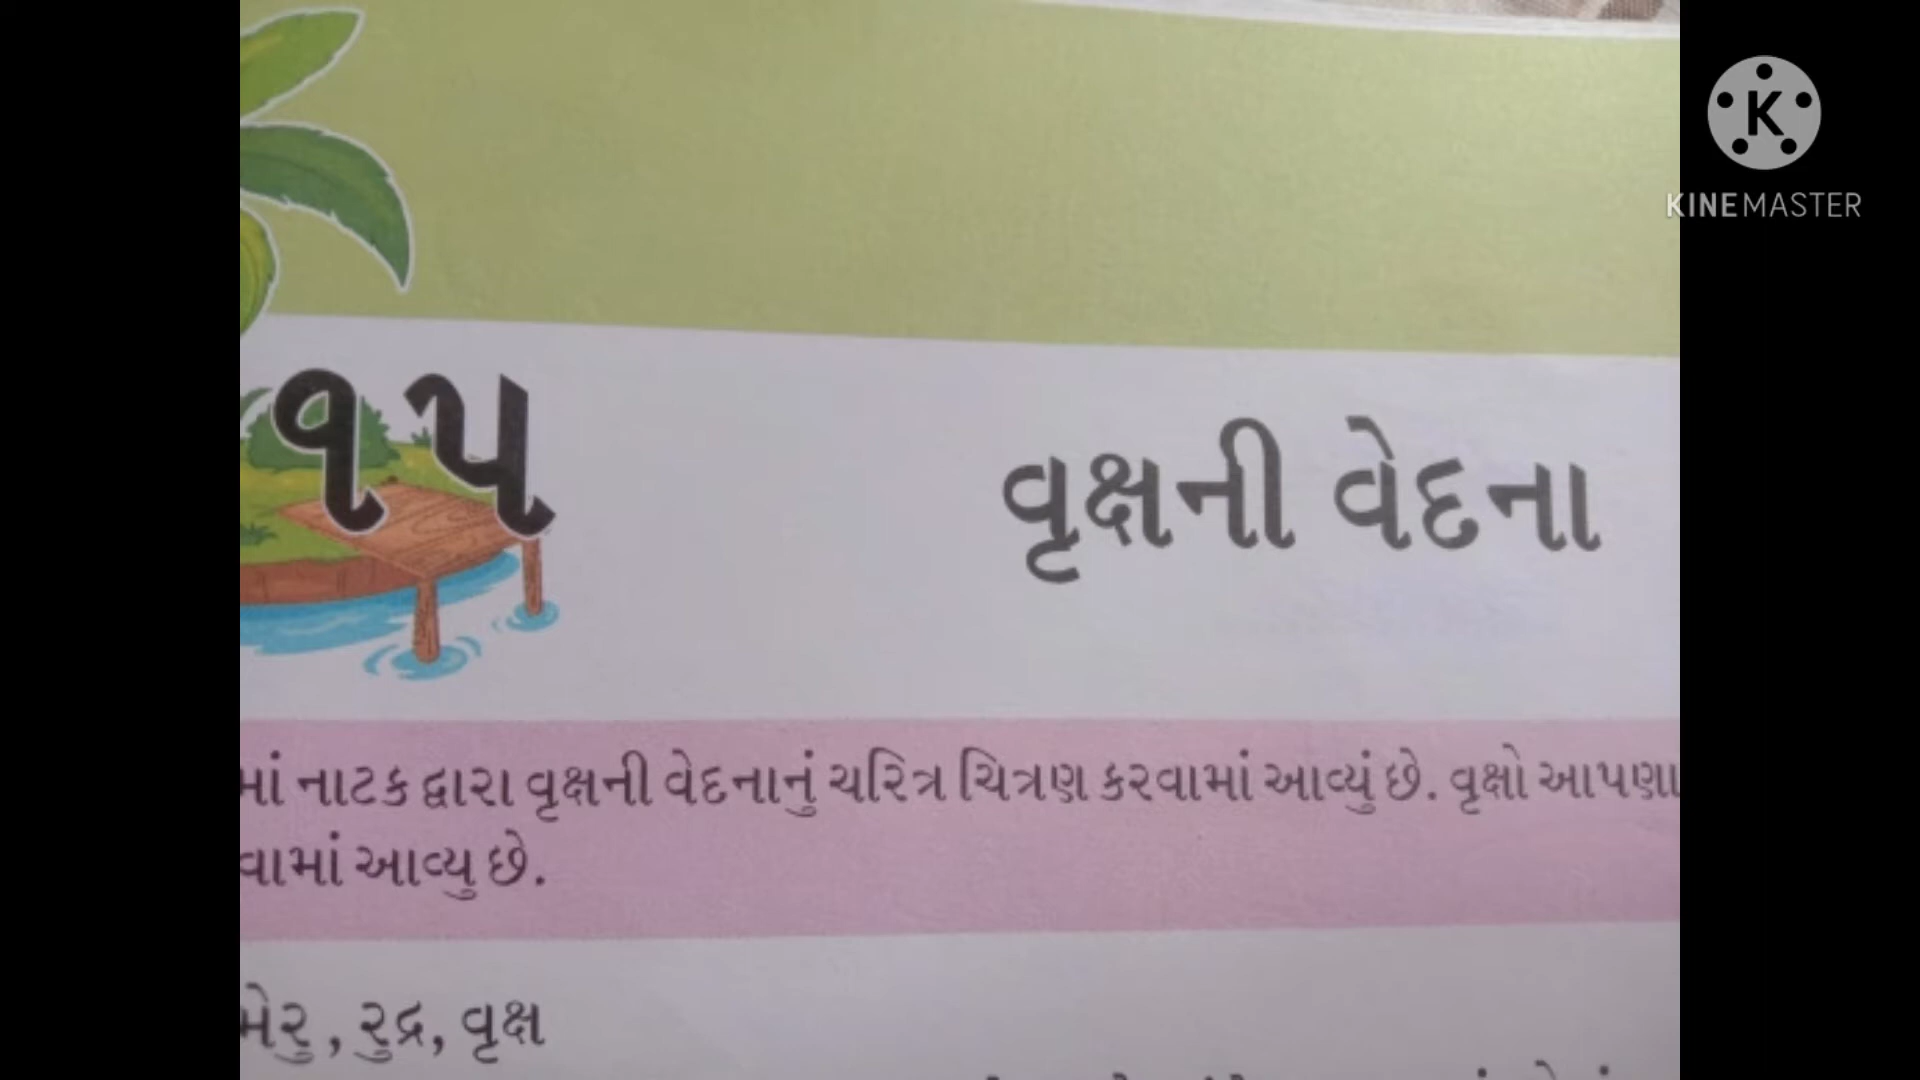 ૧૫
વૃક્ષની વેદના
માં નાટક દ્વારા વૃક્ષની વેદનાનું ચરિત્ર ચિત્રણ કરવામાં આવ્યું છે. વૃક્ષો આપણા
વામાં આવ્યુ છે.
મેરુ, રુદ્ર, વૃક્ષ
K
KINEMASTER